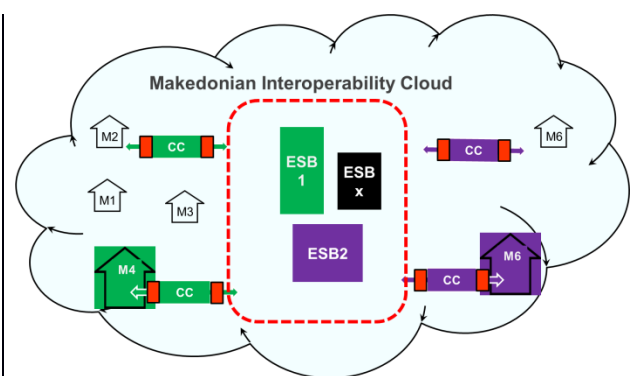 Makedonian Interoperability Cloud
M2
CC
ESB
1
ESB
x
CC
M6
M1
M3
ESB2
M4
CC
M6
CC